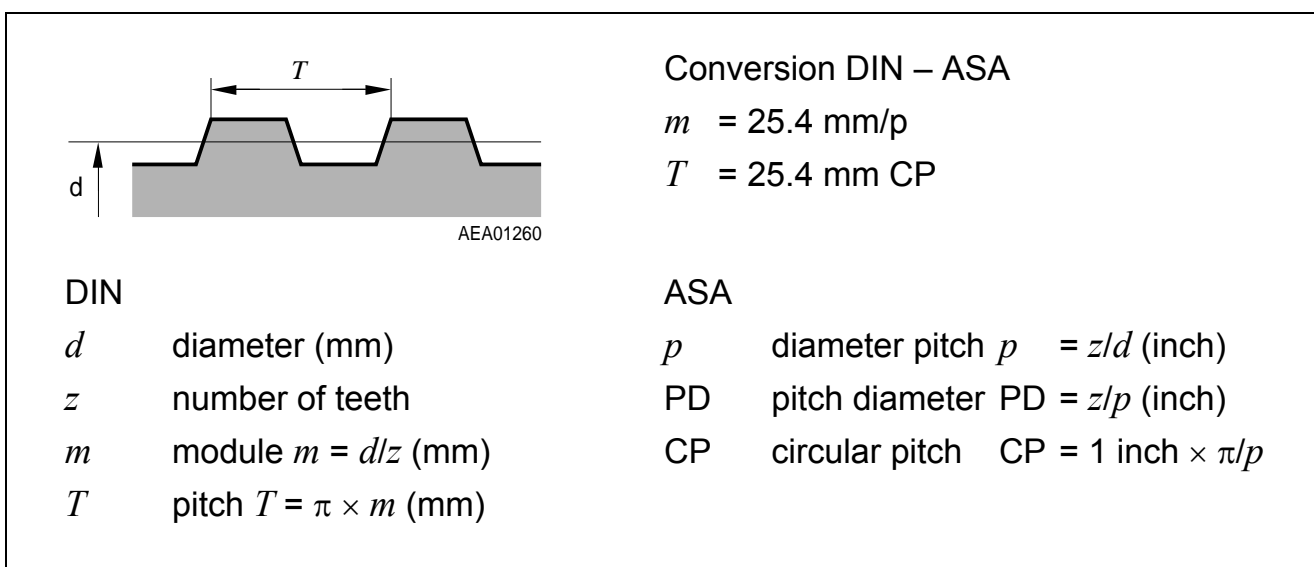 T
d
AEA01260
Conversion DIN – ASA
m = 25.4 mm/p
T = 25.4 mm CP
DIN
d diameter (mm)
z number of teeth
m module m = d/z (mm)
T pitch T = π × m (mm)
ASA
p diameter pitch p = z/d (inch)
PD pitch diameter PD = z/p (inch)
CP circular pitch CP = 1 inch × π/p